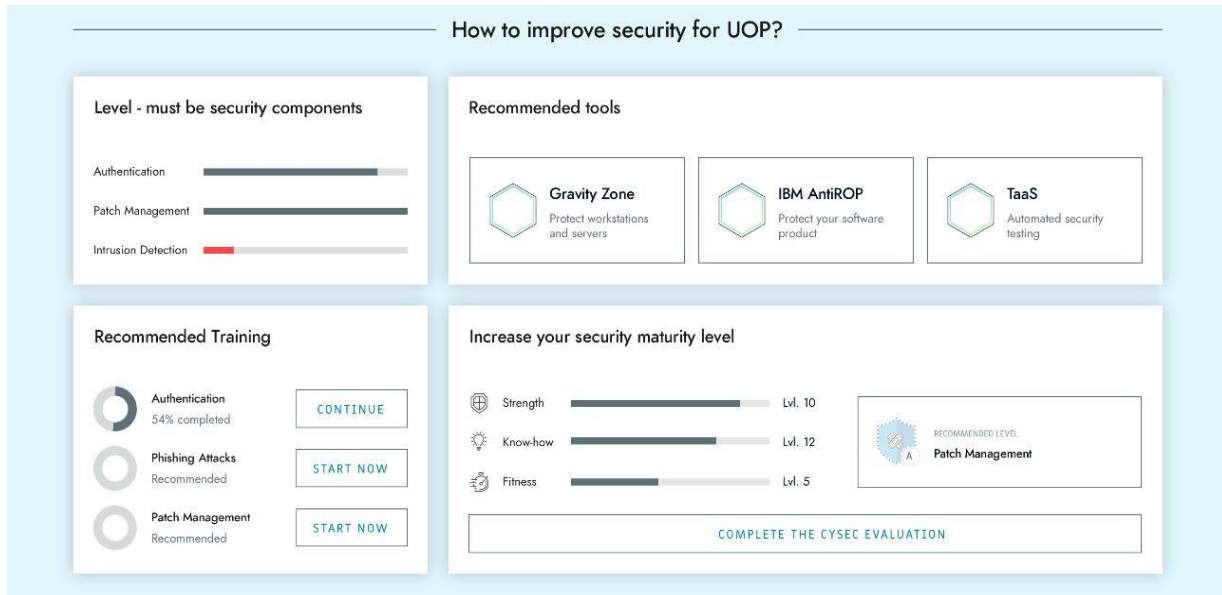 How to improve security for UOP?
Level - must be security components
Authentication
Patch Management
Intrusion Detection
Recommended tools
Gravity Zone
Protect workstations
and servers
IBM AntiROP
Protect your software
product
TaaS
Automated security
testing
Recommended Training
Authentication
54% completed
CONTINUE
Phishing Attacks
Recommended
START NOW
Patch Management
Recommended
START NOW
Increase your security maturity level
Strength
Lvl. 10
Know-how
Lvl. 12
Fitness
Lvl. 5
A
RECOMMENDED LEVEL
Patch Management
COMPLETE THE CYSEC EVALUATION